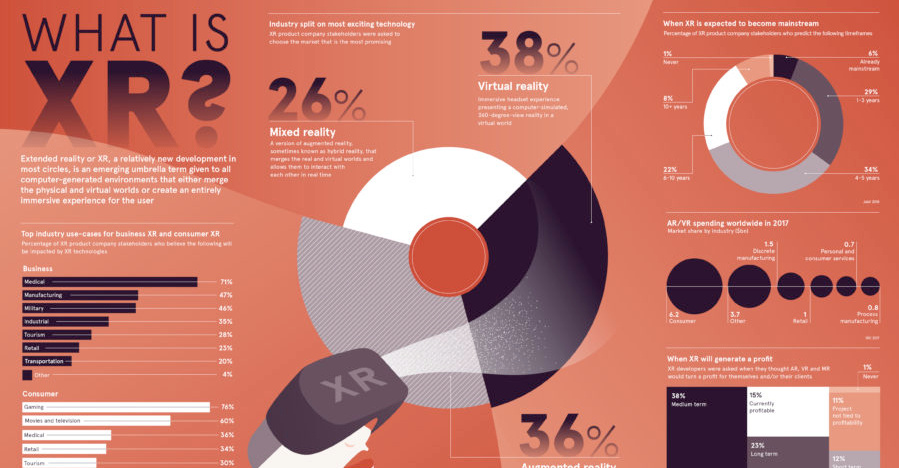 WHAT IS
XR?
Extended reality or XR, a relatively new development in
most circles, is an emerging umbrella term given to all
computer-generated environments that either merge
the physical and virtual worlds or create an entirely
immersive experience for the user
Top industry use-cases for business XR and consumer XR
Percentage of XR product company stakeholders who believe the following will
be impacted by XR technologies
Business
Medical 71%
Manufacturing 47%
Military 46%
Industrial 35%
Tourism 28%
Retail 23%
Transportation 20%
Other 4%
Consumer
Gaming 76%
Movies and television 60%
Medical 36%
Retail 34%
Tourism 30%
Industry split on most exciting technology
XR product company stakeholders were asked to
choose the market that is the most promising
26%
Mixed reality
A version of augmented reality,
sometimes known as hybrid reality, that
merges the real and virtual worlds and
allows them to interact with
each other in real time
38%
Virtual reality
Immersive headset experience
presenting a computer-simulated,
360-degree-view reality in a
virtual world
XR
36%
Augmented reality
When XR is expected to become mainstream
Percentage of XR product company stakeholders who predict the following timeframes
1%
Never
6%
Already
mainstream
8%
10+ years
29%
1-3 years
22%
6-10 years
34%
4-5 years
AR/VR spending worldwide in 2017
Market share by industry ($bn)
1.5
Discrete
manufacturing
0.7
Personal and
consumer services
6.2
Consumer
3.7
Other
1
Retail
0.8
Process
manufacturing
When XR will generate a profit
XR developers were asked when they thought AR, VR and MR
would turn a profit for themselves and/or their clients
1%
Never
38%
Medium term
15%
Currently
profitable
11%
Project
not tied to
profitability
23%
Long term
12%
Short term